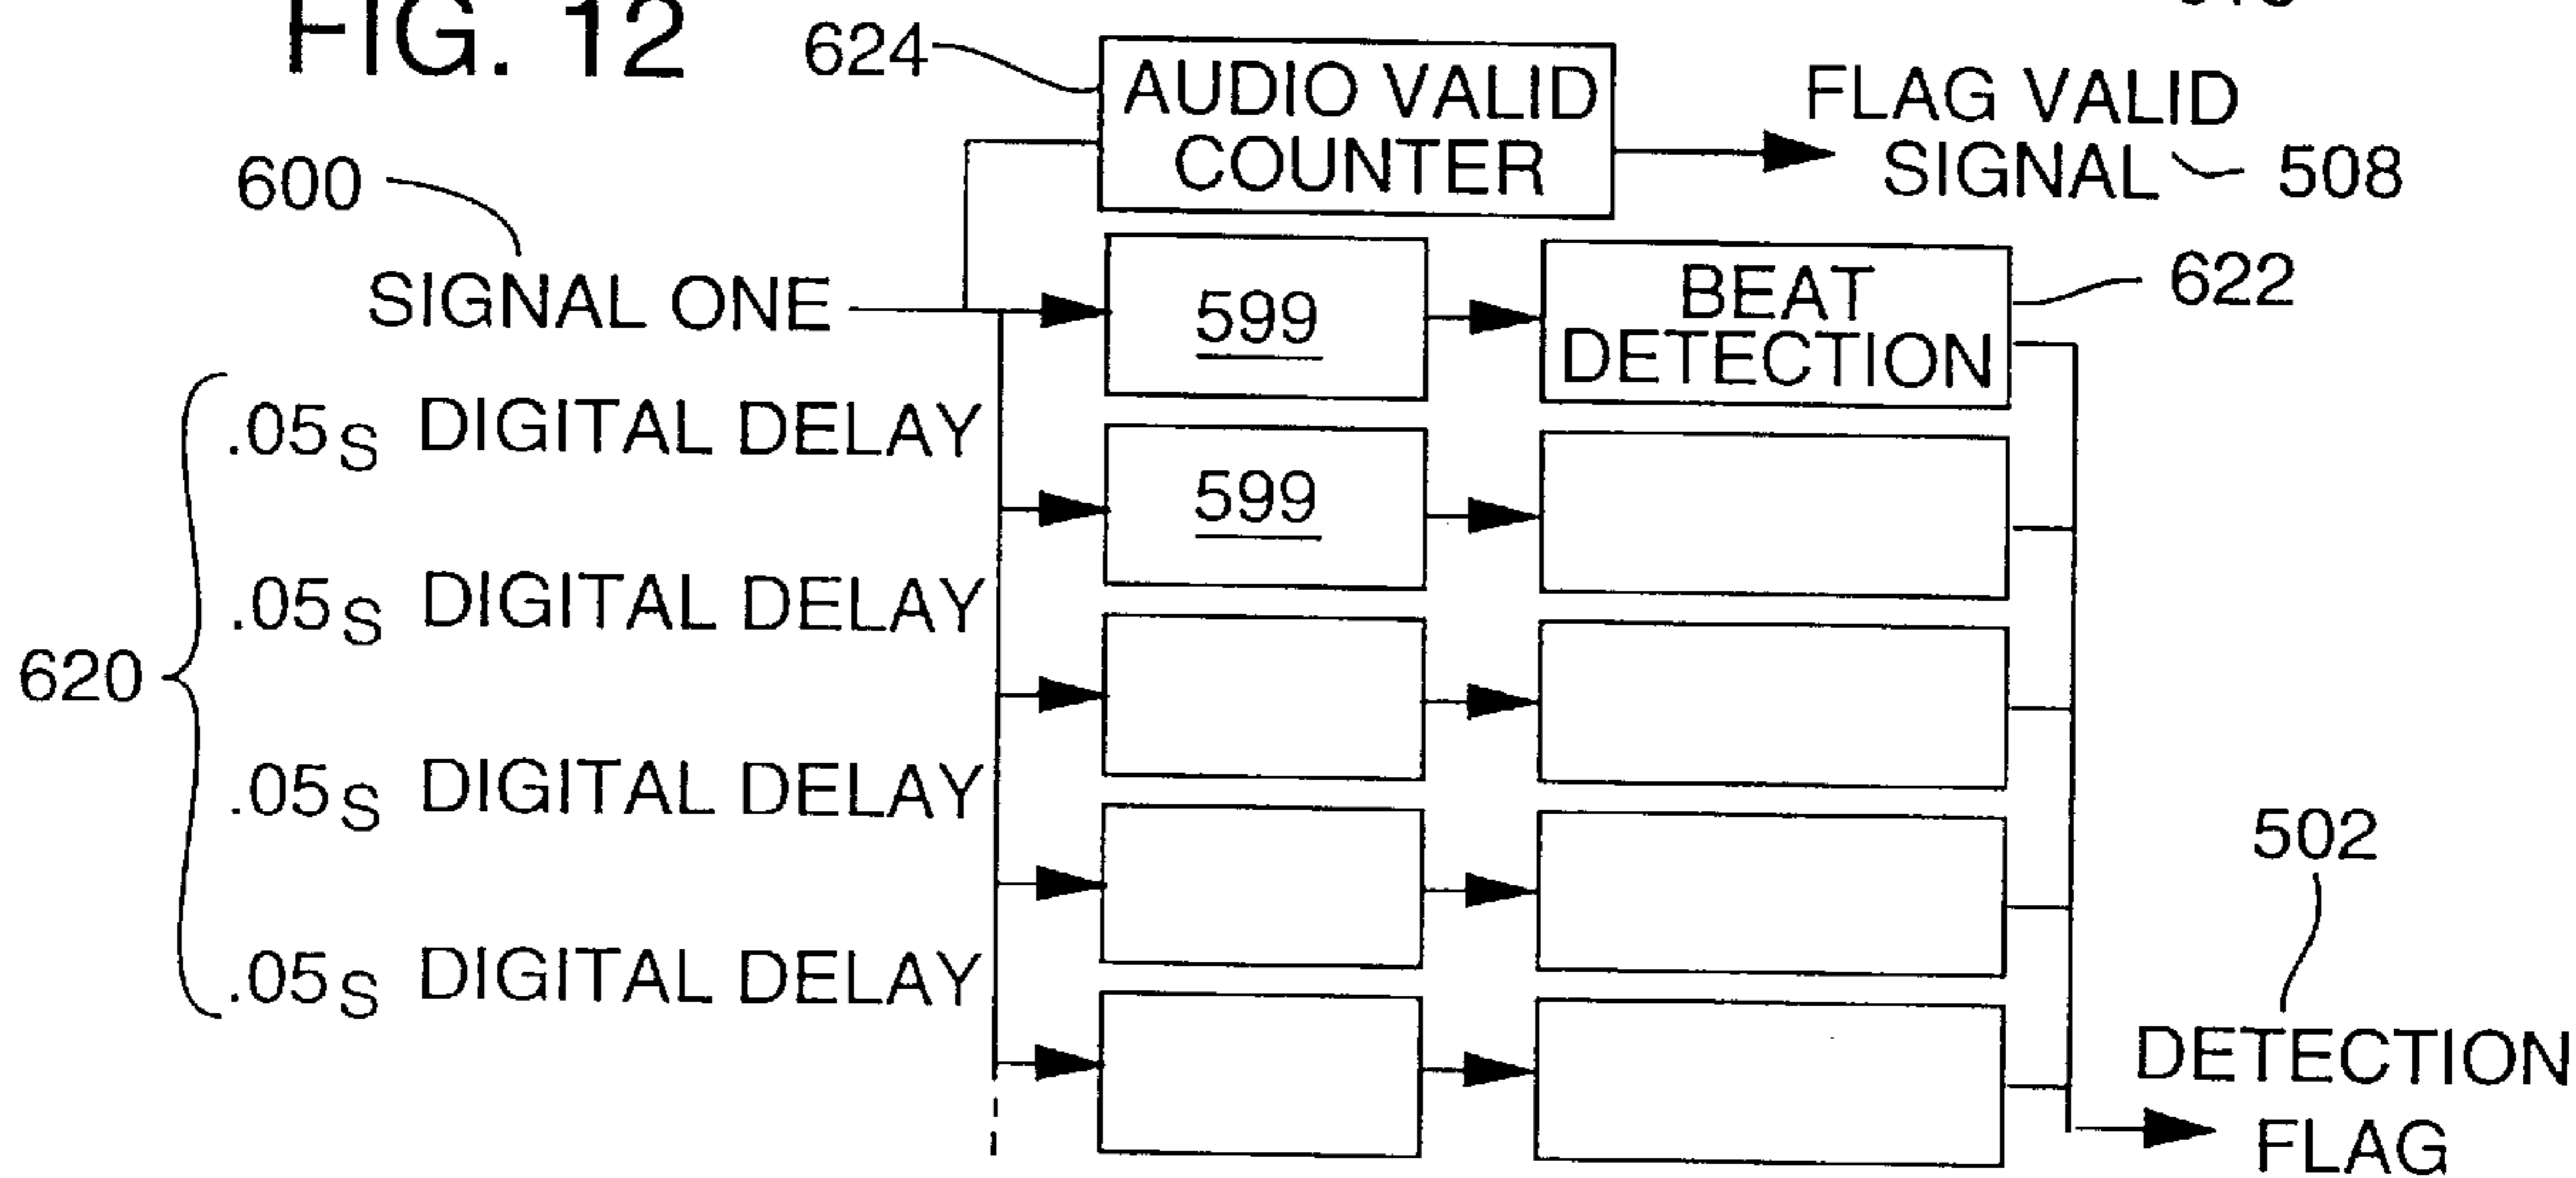 FIG. 12
624
AUDIO VALID
COUNTER
FLAG VALID
SIGNAL
508
600
SIGNAL ONE
599
BEAT
DETECTION
622
.05s DIGITAL DELAY
599
.05s DIGITAL DELAY
620
.05s DIGITAL DELAY
502
.05s DIGITAL DELAY
DETECTION
FLAG